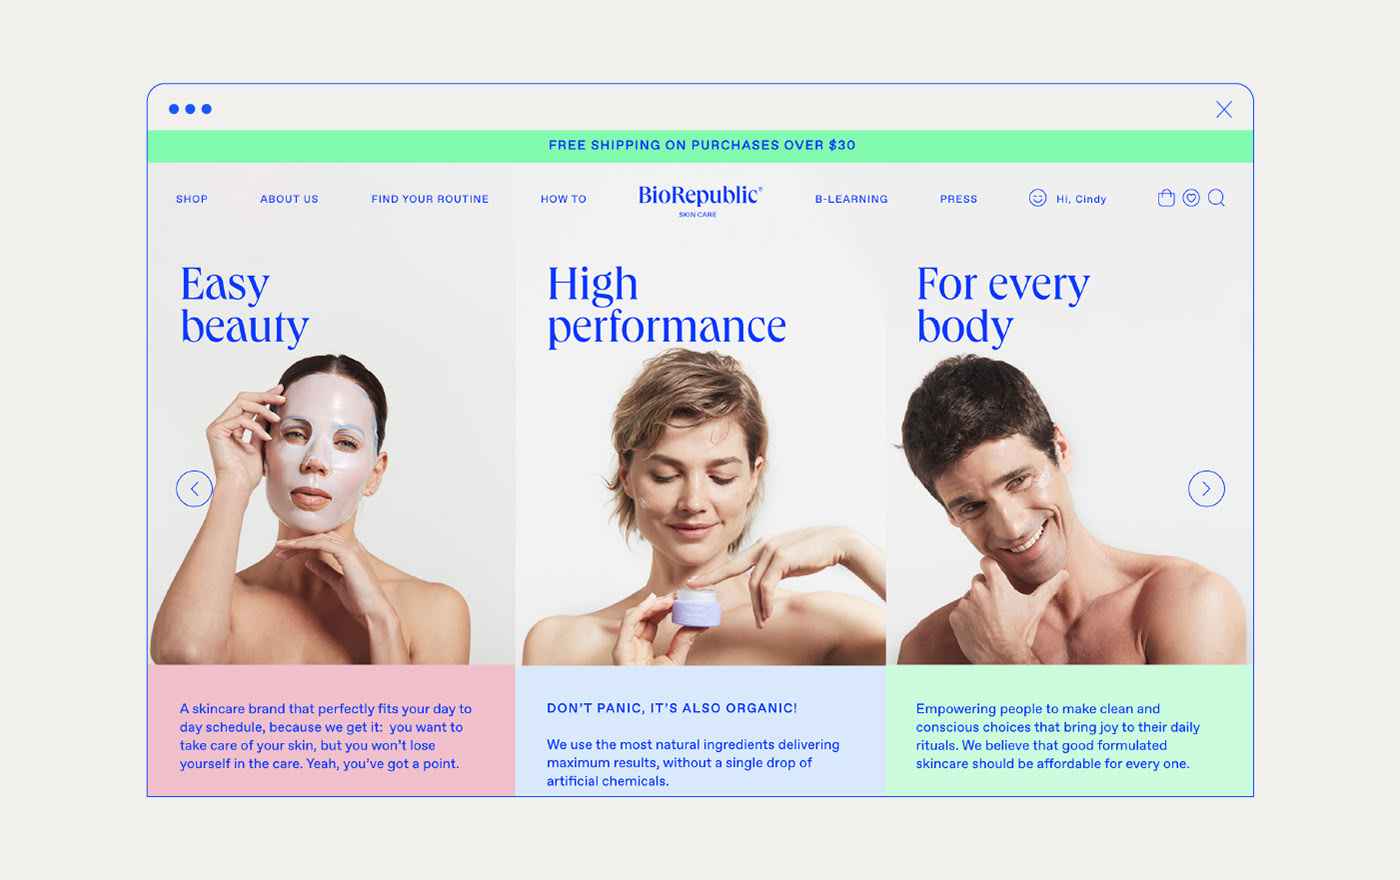 FREE SHIPPING ON PURCHASES OVER $30
SHOP
ABOUT US
FIND YOUR ROUTINE
HOW TO
BioRepublic®
SKIN CARE
B-LEARNING
PRESS
Hi, Cindy
Easy
beauty
High
performance
For every
body
A skincare brand that perfectly fits your day to
day schedule, because we get it: you want to
take care of your skin, but you won't lose
yourself in the care. Yeah, you've got a point.
DON'T PANIC, IT'S ALSO ORGANIC!
We use the most natural ingredients delivering
maximum results, without a single drop of
artificial chemicals.
Empowering people to make clean and
conscious choices that bring joy to their daily
rituals. We believe that good formulated
skincare should be affordable for every one.